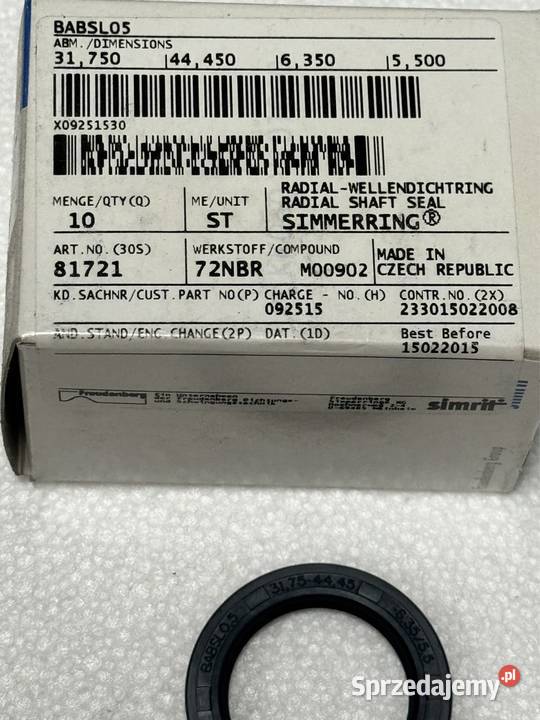 BABSL05
ABM./DIMENSIONS
31,750 44,450 6,350 5,500
X09251530
MENGE/QTY(Q) ME/UNIT RADIAL-WELLENDICHTRING
RADIAL SHAFT SEAL
10 ST SIMMERRING®
ART.NO.(30S) WERKSTOFF/COMPOUND MADE IN
81721 72NBR M00902 CZECH REPUBLIC
KD.SACHNR/CUST.PART NO(P) CHARGE - NO.(H) CONTR.NO.(2X)
092515 233015022008
AND.STAND/ENG.CHANGE(2P) DAT.(1D) Best Before
15022015
Freudenberg simrit
BABSL0,5 31,75-44,45 -6,35/5,5
Sprzedajemy.pl